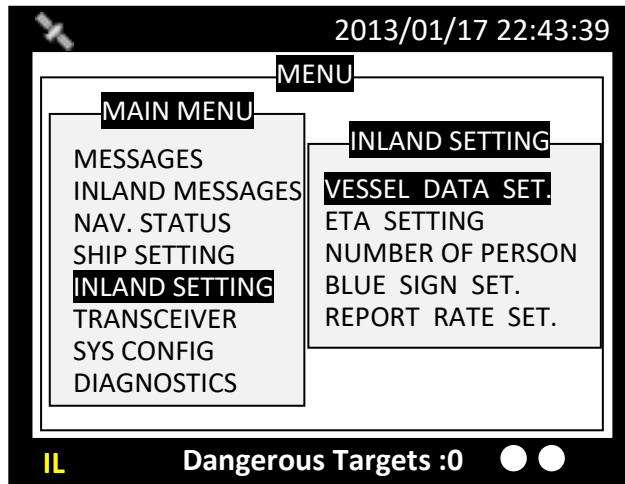 2013/01/17 22:43:39
MENU
MAIN MENU
MESSAGES
INLAND MESSAGES
NAV. STATUS
SHIP SETTING
INLAND SETTING
TRANSCEIVER
SYS CONFIG
DIAGNOSTICS
INLAND SETTING
VESSEL DATA SET.
ETA SETTING
NUMBER OF PERSON
BLUE SIGN SET.
REPORT RATE SET.
IL Dangerous Targets :0